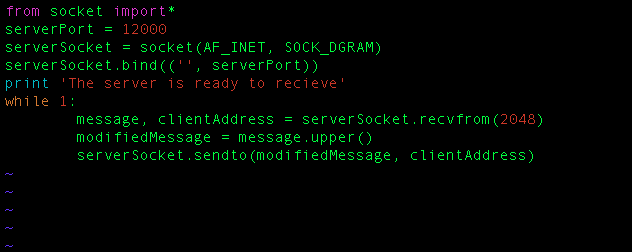 from socket import*
serverPort = 12000
serverSocket = socket(AF_INET, SOCK_DGRAM)
serverSocket.bind(('', serverPort))
print 'The server is ready to recieve'
while 1:
        message, clientAddress = serverSocket.recvfrom(2048)
        modifiedMessage = message.upper()
        serverSocket.sendto(modifiedMessage, clientAddress)
~
~
~
~
~